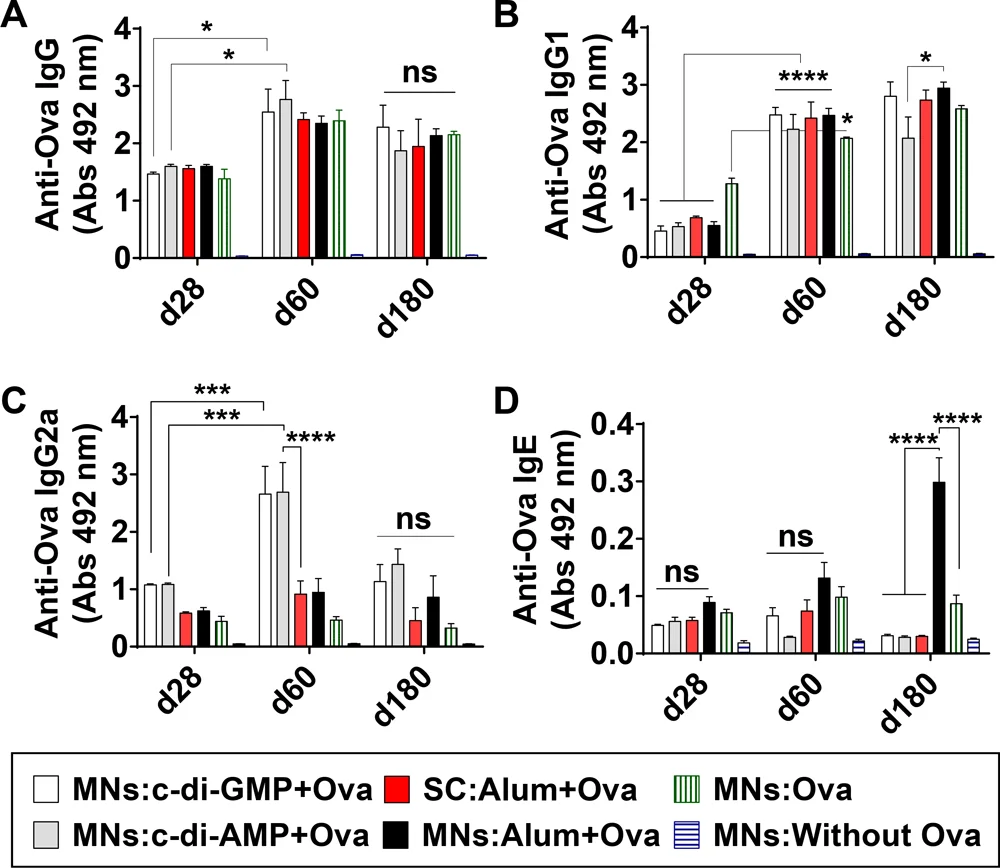 A
Anti-Ova IgG
(Abs 492 nm)
4
3
2
1
0
*
*
ns
d28
d60
d180
B
Anti-Ova IgG1
(Abs 492 nm)
4
3
2
1
0
****
*
*
d28
d60
d180
C
Anti-Ova IgG2a
(Abs 492 nm)
4
3
2
1
0
***
***
****
ns
d28
d60
d180
D
Anti-Ova IgE
(Abs 492 nm)
0.4
0.3
0.2
0.1
0.0
ns
ns
****
****
d28
d60
d180
MNs:c-di-GMP+Ova
SC:Alum+Ova
MNs:Ova
MNs:c-di-AMP+Ova
MNs:Alum+Ova
MNs:Without Ova